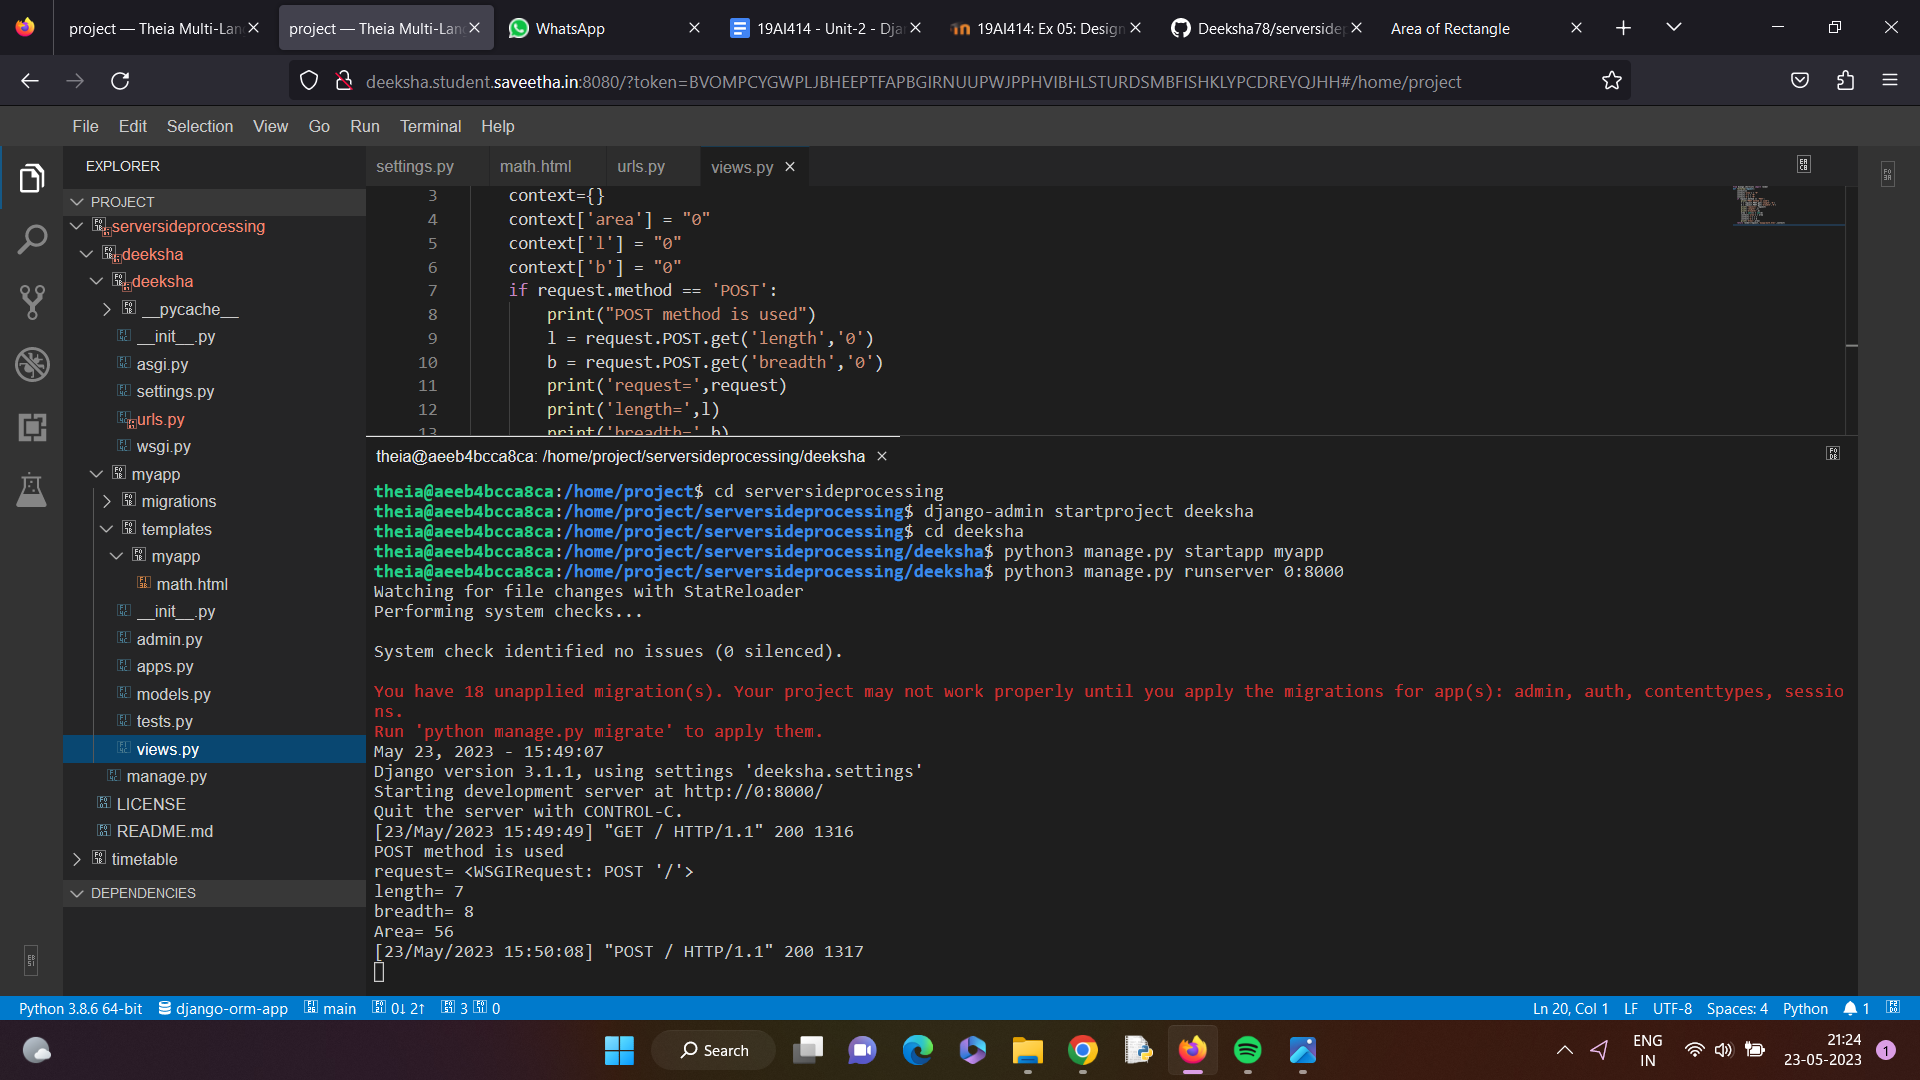 project — Theia Multi-Lan
project — Theia Multi-Lan
WhatsApp
19AI414 - Unit-2 - Dja
19AI414: Ex 05: Design
Deeksha78/serverside
Area of Rectangle
deeksha.student.saveetha.in:8080/?token=BVOMPCYGWPLJBHEEPTFAPBGIRNUUPWJPPHVIBHLSTURDSMBFISHKLYPCDREYQJHH#/home/project
File Edit Selection View Go Run Terminal Help
EXPLORER
PROJECT
serversideprocessing
deeksha
deeksha
__pycache__
__init__.py
asgi.py
settings.py
urls.py
wsgi.py
myapp
migrations
templates
myapp
math.html
__init__.py
admin.py
apps.py
models.py
tests.py
views.py
manage.py
LICENSE
README.md
timetable
DEPENDENCIES
settings.py math.html urls.py views.py
3 context={}
4 context['area'] = "0"
5 context['l'] = "0"
6 context['b'] = "0"
7 if request.method == 'POST':
8 print("POST method is used")
9 l = request.POST.get('length','0')
10 b = request.POST.get('breadth','0')
11 print('request=',request)
12 print('length=',l)
13 print('breadth=',b)
theia@aeeb4bcca8ca: /home/project/serversideprocessing/deeksha
theia@aeeb4bcca8ca:/home/project$ cd serversideprocessing
theia@aeeb4bcca8ca:/home/project/serversideprocessing$ django-admin startproject deeksha
theia@aeeb4bcca8ca:/home/project/serversideprocessing$ cd deeksha
theia@aeeb4bcca8ca:/home/project/serversideprocessing/deeksha$ python3 manage.py startapp myapp
theia@aeeb4bcca8ca:/home/project/serversideprocessing/deeksha$ python3 manage.py runserver 0:8000
Watching for file changes with StatReloader
Performing system checks...
System check identified no issues (0 silenced).
You have 18 unapplied migration(s). Your project may not work properly until you apply the migrations for app(s): admin, auth, contenttypes, sessio
ns.
Run 'python manage.py migrate' to apply them.
May 23, 2023 - 15:49:07
Django version 3.1.1, using settings 'deeksha.settings'
Starting development server at http://0:8000/
Quit the server with CONTROL-C.
[23/May/2023 15:49:49] "GET / HTTP/1.1" 200 1316
POST method is used
request= <WSGIRequest: POST '/'>
length= 7
breadth= 8
Area= 56
[23/May/2023 15:50:08] "POST / HTTP/1.1" 200 1317
Python 3.8.6 64-bit django-orm-app main 0↓ 2↑ 3 0
Ln 20, Col 1 LF UTF-8 Spaces: 4 Python 1
Search
ENG
IN
21:24
23-05-2023
1